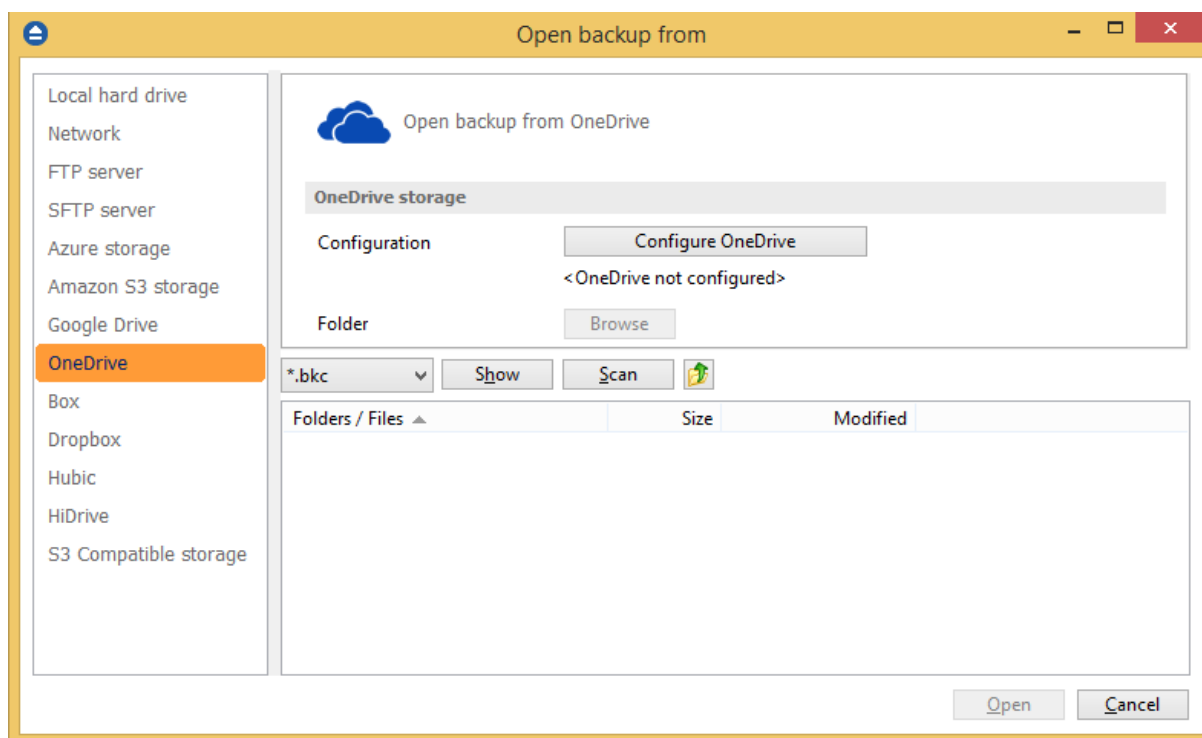 Open backup from
Local hard drive
Network
FTP server
SFTP server
Azure storage
Amazon S3 storage
Google Drive
OneDrive
Box
Dropbox
Hubic
HiDrive
S3 Compatible storage
Open backup from OneDrive
OneDrive storage
Configuration Configure OneDrive
<OneDrive not configured>
Folder Browse
*.bkc Show Scan
Folders / Files Size Modified
Open Cancel